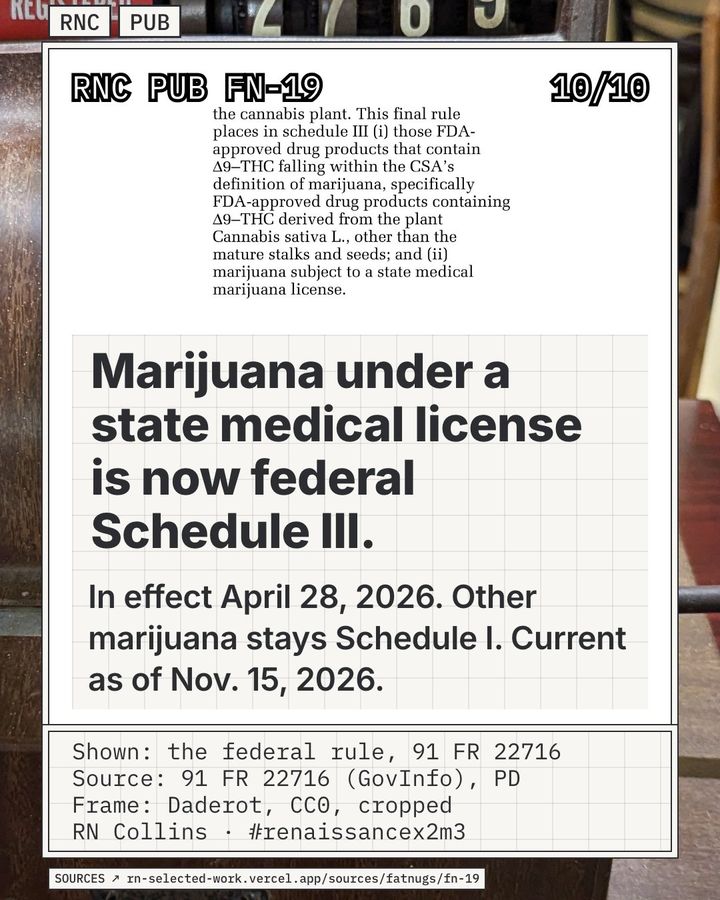 REGISTERED
2 7 6 9
RNC PUB
RNC PUB FN-19 10/10
the cannabis plant. This final rule
places in schedule III (i) those FDA-
approved drug products that contain
Δ9–THC falling within the CSA’s
definition of marijuana, specifically
FDA-approved drug products containing
Δ9–THC derived from the plant
Cannabis sativa L., other than the
mature stalks and seeds; and (ii)
marijuana subject to a state medical
marijuana license.
Marijuana under a
state medical license
is now federal
Schedule III.
In effect April 28, 2026. Other
marijuana stays Schedule I. Current
as of Nov. 15, 2026.
Shown: the federal rule, 91 FR 22716
Source: 91 FR 22716 (GovInfo), PD
Frame: Daderot, CC0, cropped
RN Collins · #renaissancex2m3
SOURCES ↗ rn-selected-work.vercel.app/sources/fatnugs/fn-19